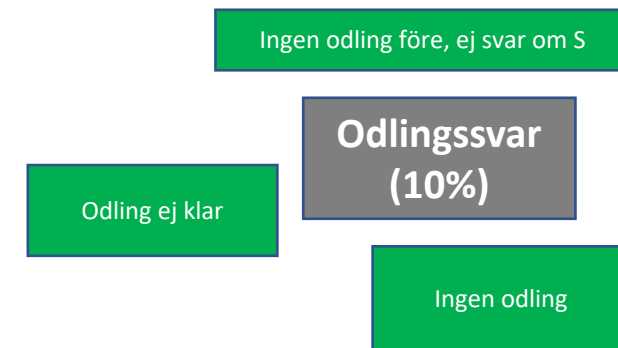 Ingen odling före, ej svar om S
Odlingssvar
(10%)
Odling ej klar
Ingen odling